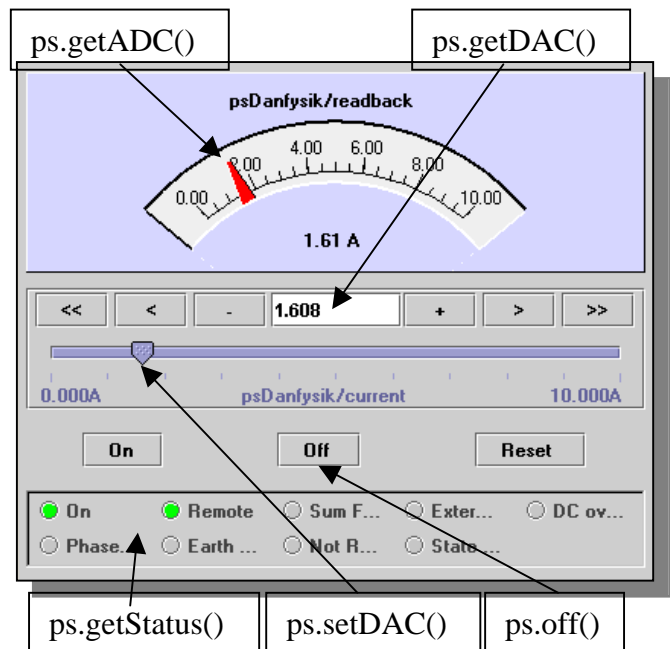 ps.getADC() ps.getDAC()
psDanfysik/readback
0.00 2.00 4.00 6.00 8.00 10.00
1.61 A
<< < - 1.608 + > >>
0.000A psDanfysik/current 10.000A
On Off Reset
On Remote Sum F... Exter... DC ov...
Phase... Earth ... Not R... State ...
ps.getStatus() ps.setDAC() ps.off()